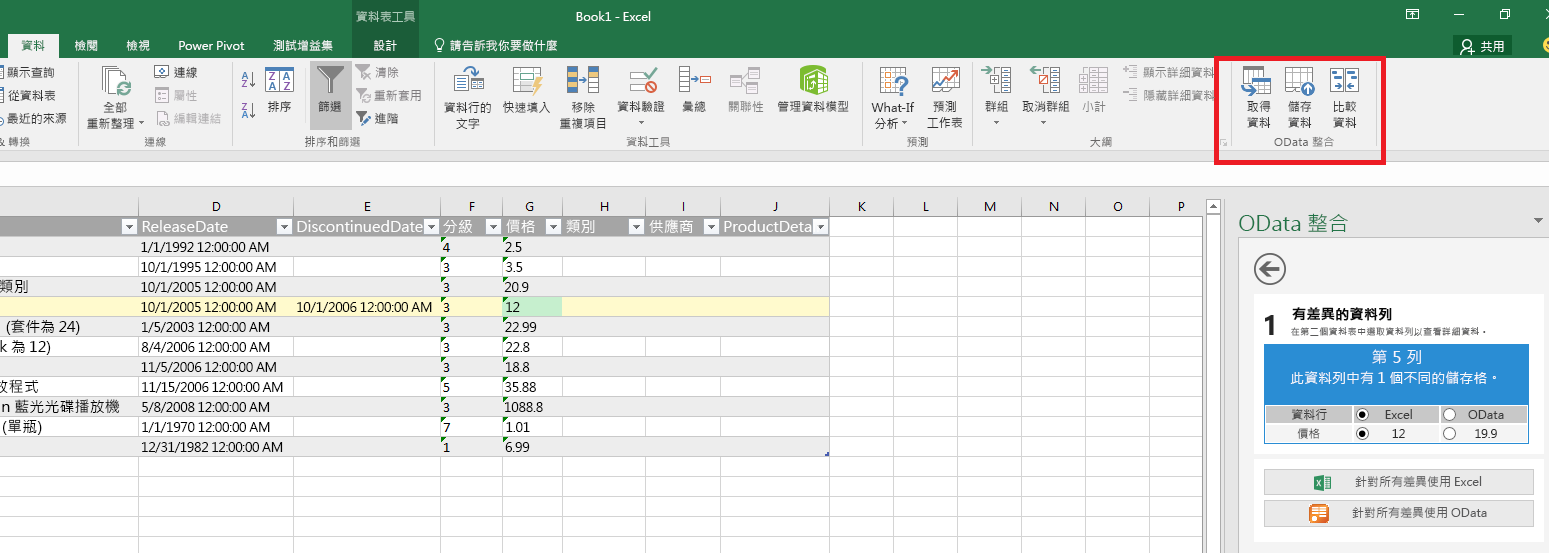 資料表工具
Book1 - Excel
資料 檢閱 檢視 Power Pivot 測試增益集 設計 請告訴我你要做什麼 共用
顯示查詢
從資料表
最近的來源
& 轉換
全部
重新整理
連線
屬性
編輯連結
連線
A
Z
Z
A
Z A
A Z
排序
篩選
清除
重新套用
進階
排序和篩選
資料行的
文字
快速填入
移除
重複項目
資料驗證
彙總
關聯性
管理資料模型
資料工具
What-If
分析
預測
工作表
預測
群組
取消群組
小計
顯示詳細資料
隱藏詳細資料
大綱
取得
資料
儲存
資料
比較
資料
OData 整合
D E F G H I J K L M N O P
ReleaseDate DiscontinuedDate 分級 價格 類別 供應商 ProductDeta
1/1/1992 12:00:00 AM 4 2.5
10/1/1995 12:00:00 AM 3 3.5
類別 10/1/2005 12:00:00 AM 3 20.9
10/1/2005 12:00:00 AM 10/1/2006 12:00:00 AM 3 12
(套件為 24) 1/5/2003 12:00:00 AM 3 22.99
k 為 12) 8/4/2006 12:00:00 AM 3 22.8
11/5/2006 12:00:00 AM 3 18.8
放程式 11/15/2006 12:00:00 AM 5 35.88
n 藍光光碟播放機 5/8/2008 12:00:00 AM 3 1088.8
(單瓶) 1/1/1970 12:00:00 AM 7 1.01
12/31/1982 12:00:00 AM 1 6.99
OData 整合
1 有差異的資料列
在第二個資料表中選取資料列以查看詳細資料。
第 5 列
此資料列中有 1 個不同的儲存格。
資料行 Excel OData
價格 12 19.9
針對所有差異使用 Excel
針對所有差異使用 OData